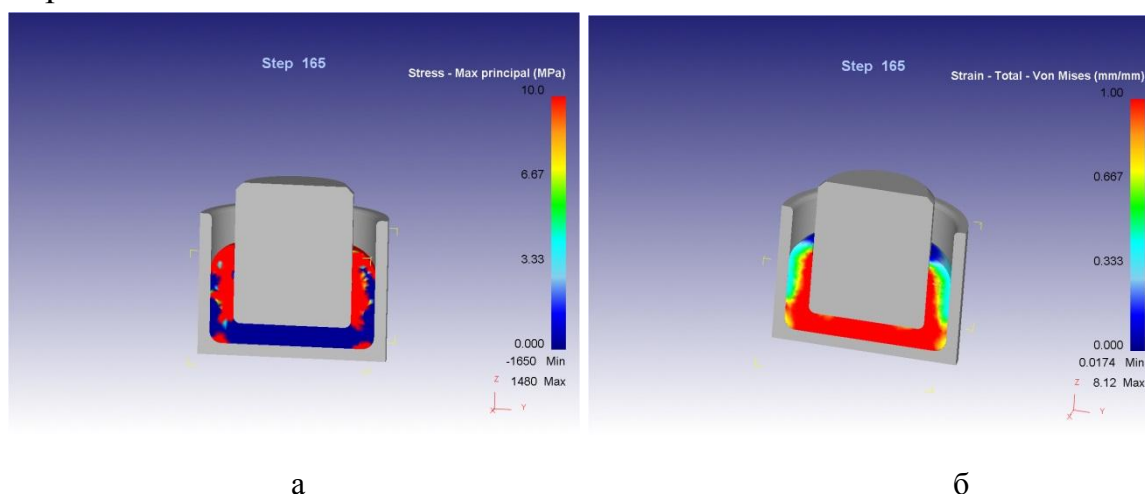 Step 165
Stress - Max principal (MPa)
10.0
6.67
3.33
0.000
-1650 Min
1480 Max
Z
X
Y
Step 165
Strain - Total - Von Mises (mm/mm)
1.00
0.667
0.333
0.000
0.0174 Min
8.12 Max
Z
X
Y
а
б